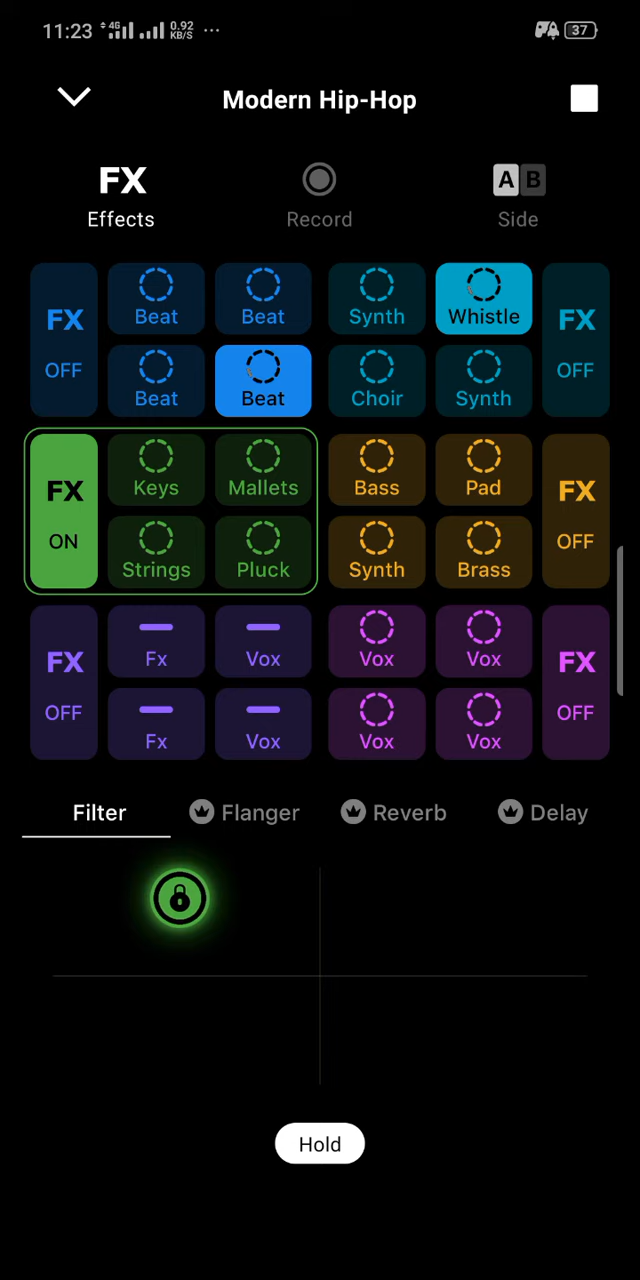 11:23 4G 0.92 KB/S ... 37
Modern Hip-Hop
FX A B
Effects Record Side
FX Beat Beat Synth Whistle FX
OFF Beat Beat Choir Synth OFF
FX Keys Mallets Bass Pad FX
ON Strings Pluck Synth Brass OFF
FX Fx Vox Vox Vox FX
OFF Fx Vox Vox Vox OFF
Filter Flanger Reverb Delay
Hold